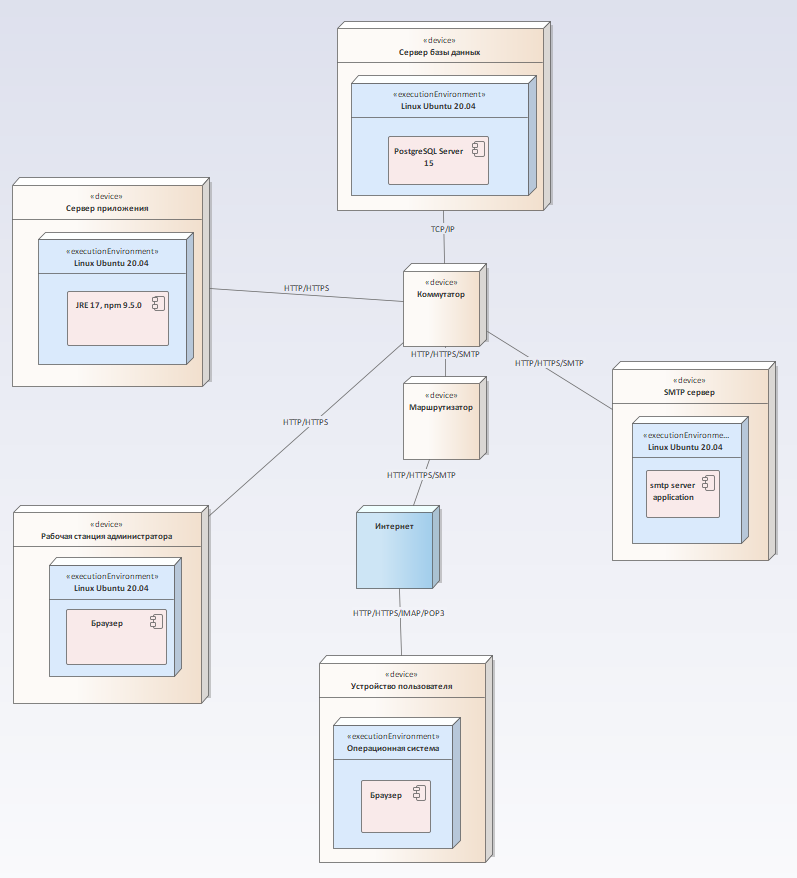 «device»
Сервер базы данных
«executionEnvironment»
Linux Ubuntu 20.04
PostgreSQL Server
15
«device»
Сервер приложения
«executionEnvironment»
Linux Ubuntu 20.04
JRE 17, npm 9.5.0
TCP/IP
«device»
Коммутатор
HTTP/HTTPS
HTTP/HTTPS/SMTP
HTTP/HTTPS/SMTP
«device»
Маршрутизатор
«device»
SMTP сервер
«executionEnvironme...
Linux Ubuntu 20.04
smtp server
application
HTTP/HTTPS
HTTP/HTTPS/SMTP
«device»
Рабочая станция администратора
«executionEnvironment»
Linux Ubuntu 20.04
Браузер
Интернет
HTTP/HTTPS/IMAP/POP3
«device»
Устройство пользователя
«executionEnvironment»
Операционная система
Браузер